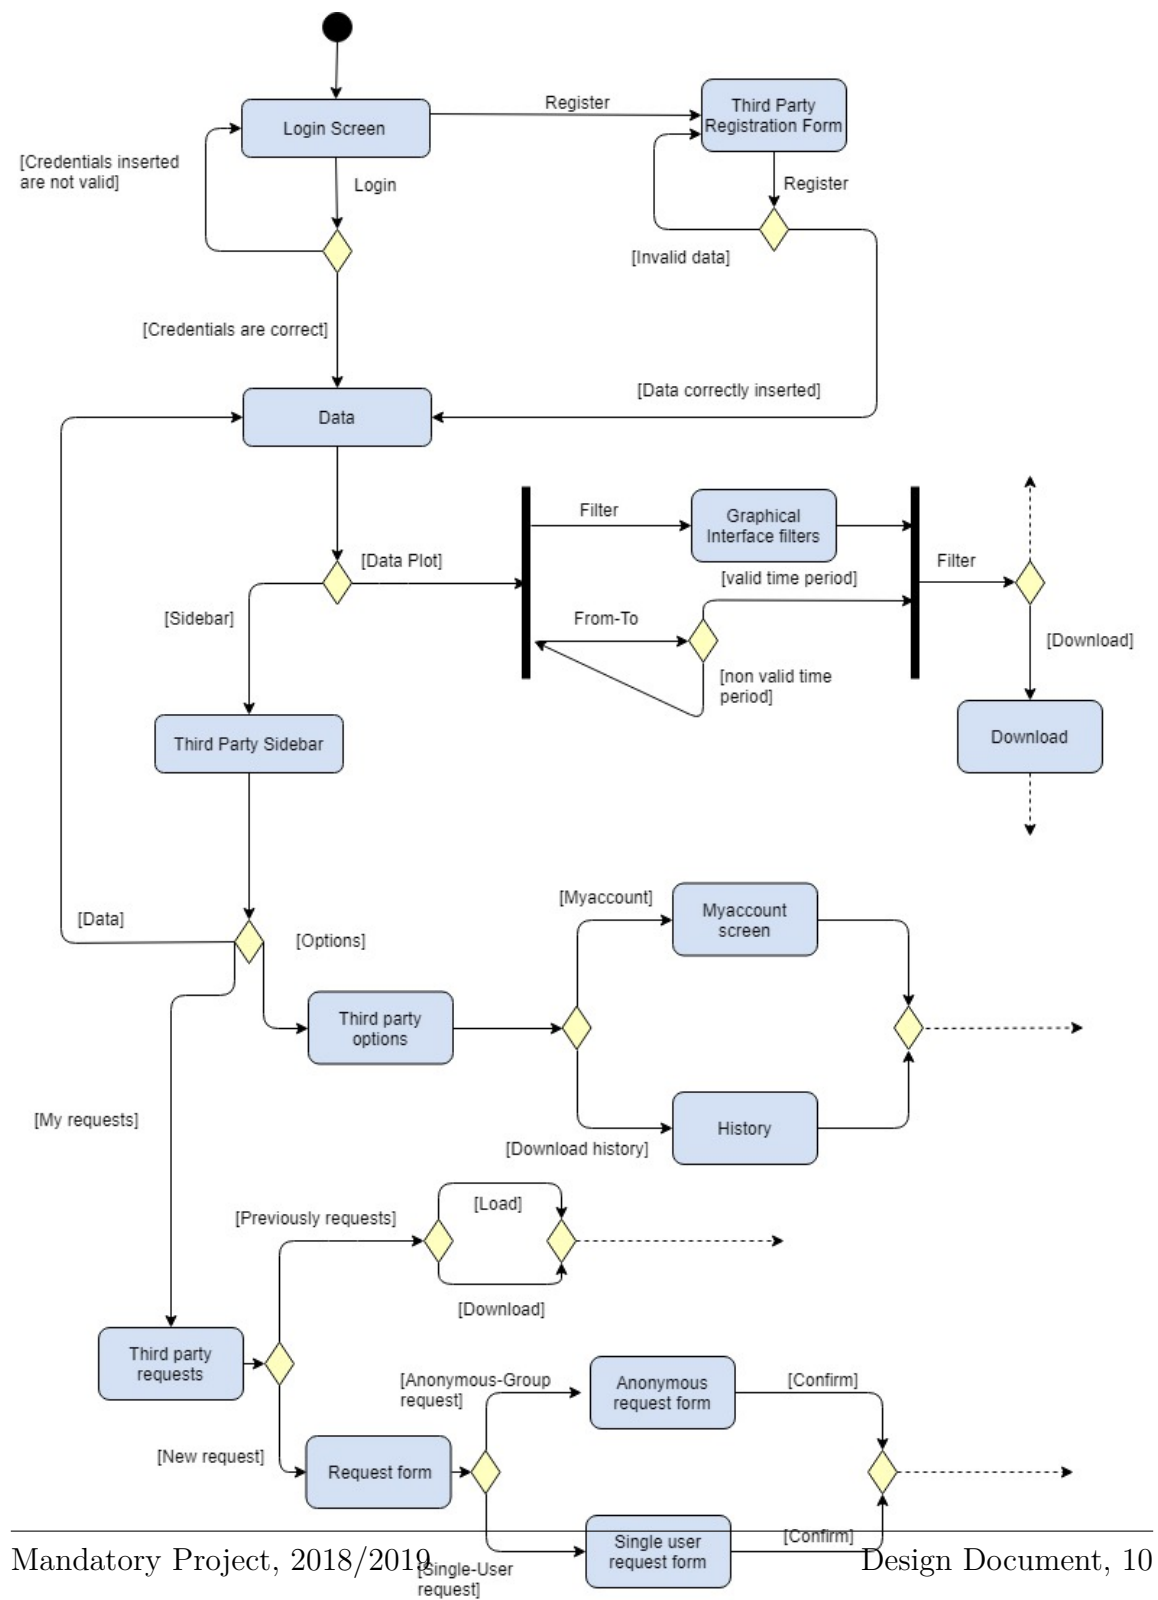 Register
Third Party
Registration Form
Login Screen
[Credentials inserted
are not valid]
Login
Register
[Invalid data]
[Credentials are correct]
[Data correctly inserted]
Data
Filter
Graphical
Interface filters
[Data Plot]
Filter
[valid time period]
[Sidebar]
From-To
[Download]
[non valid time
period]
Third Party Sidebar
Download
[Myaccount]
Myaccount
screen
[Data]
[Options]
Third party
options
[My requests]
History
[Download history]
[Load]
[Previously requests]
[Download]
Third party
requests
[Anonymous-Group
request]
Anonymous
request form
[Confirm]
[New request]
Request form
Single user
request form
[Confirm]
[Single-User
request]
Mandatory Project, 2018/2019
Design Document, 10